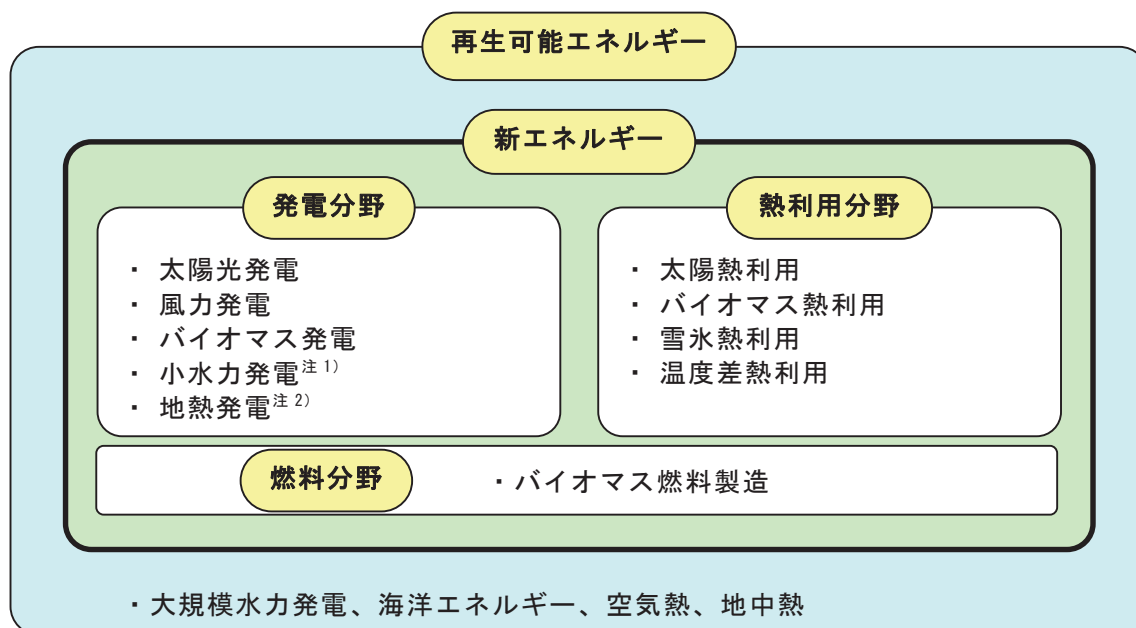 再生可能エネルギー
新エネルギー
発電分野
・ 太陽光発電
・ 風力発電
・ バイオマス発電
・ 小水力発電注1)
・ 地熱発電注2)
熱利用分野
・ 太陽熱利用
・ バイオマス熱利用
・ 雪氷熱利用
・ 温度差熱利用
燃料分野
・バイオマス燃料製造
・大規模水力発電、海洋エネルギー、空気熱、地中熱